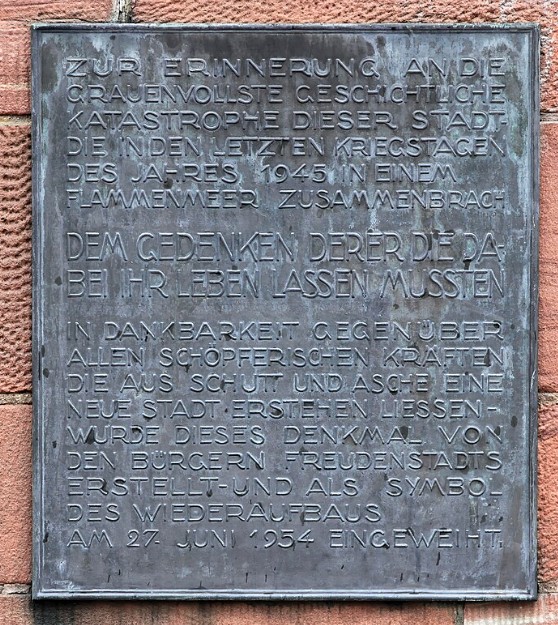 ZUR ERINNERUNG AN DIE
GRAUENVOLLSTE GESCHICHTLICHE
KATASTROPHE DIESER STADT-
DIE IN DEN LETZTEN KRIEGSTAGEN
DES JAHRES 1945 IN EINEM
FLAMMENMEER ZUSAMMENBRACH
DEM GEDENKEN DERER DIE DA-
BEI IHR LEBEN LASSEN MUSSTEN
IN DANKBARKEIT GEGENÜBER
ALLEN SCHÖPFERISCHEN KRÄFTEN
DIE AUS SCHUTT UND ASCHE EINE
NEUE STADT ERSTEHEN LIESSEN-
WURDE DIESES DENKMAL VON
DEN BÜRGERN FREUDENSTADTS
ERSTELLT-UND ALS SYMBOL
DES WIEDERAUFBAUS
AM 27. JUNI 1954 EINGEWEIHT.